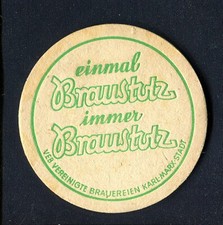 einmal
Braustolz
immer
Braustolz
VEB VEREINIGTE BRAUEREIEN KARL-MARX-STADT